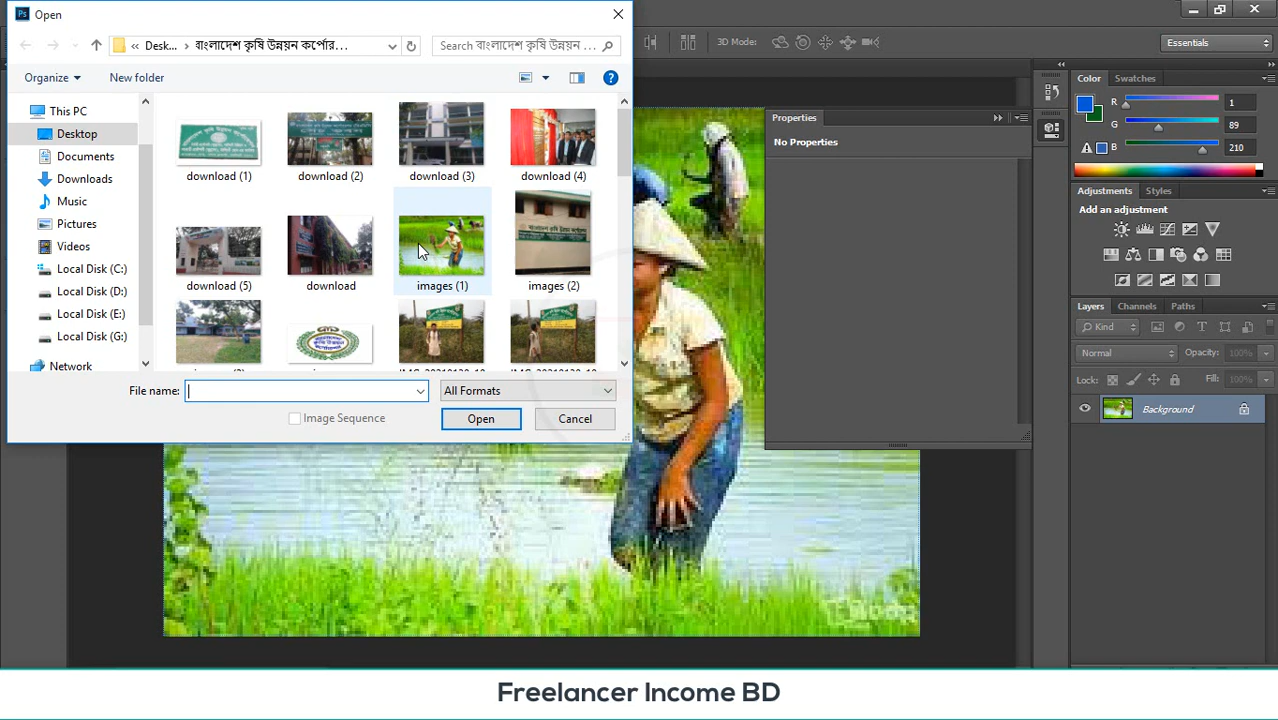 Ps Open
« Desk... › বাংলাদেশ কৃষি উন্নয়ন কর্পোর...
Search বাংলাদেশ কৃষি উন্নয়ন ...
3D Mode:
Essentials
Organize
New folder
This PC
Desktop
Documents
Downloads
Music
Pictures
Videos
Local Disk (C:)
Local Disk (D:)
Local Disk (E:)
Local Disk (G:)
Network
download (1)
download (2)
download (3)
download (4)
download (5)
download
images (1)
images (2)
File name:
All Formats
Image Sequence
Open
Cancel
Properties
No Properties
Color
Swatches
R 1
G 89
B 210
Adjustments
Styles
Add an adjustment
Layers
Channels
Paths
Kind
Normal
Opacity: 100%
Lock:
Fill: 100%
Background
Freelancer Income BD